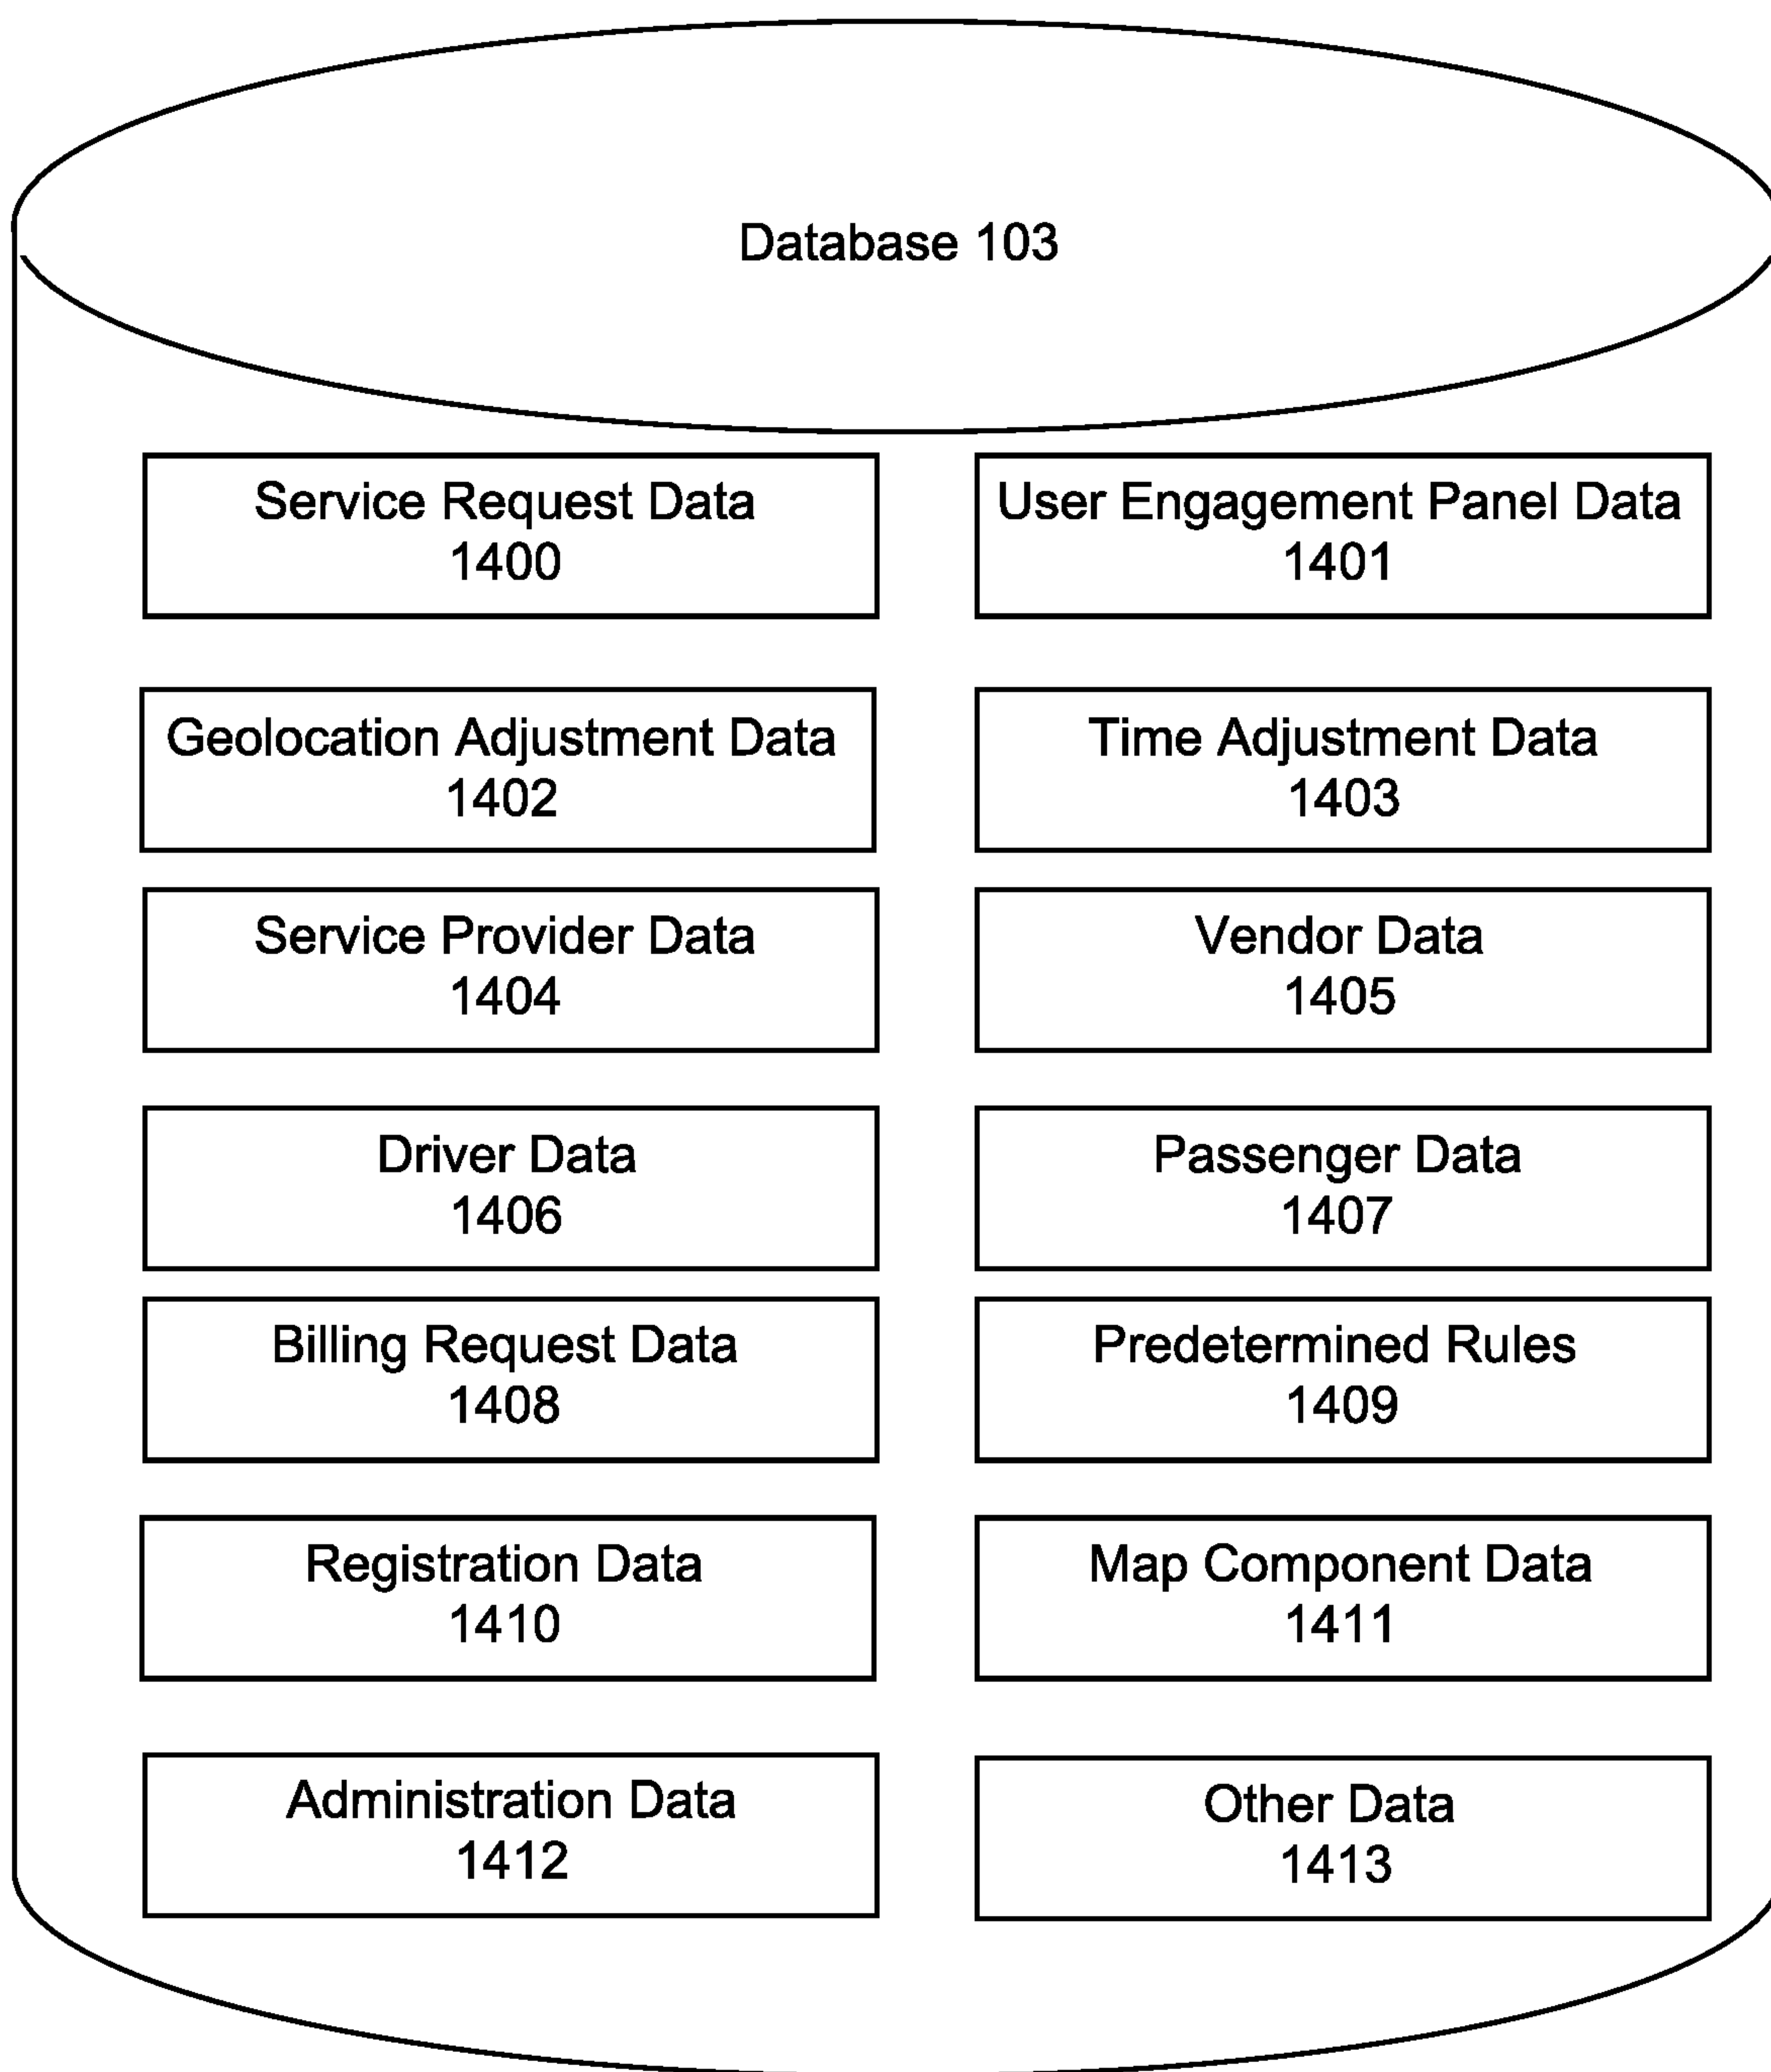 Database 103
Service Request Data
1400
User Engagement Panel Data
1401
Geolocation Adjustment Data
1402
Time Adjustment Data
1403
Service Provider Data
1404
Vendor Data
1405
Driver Data
1406
Passenger Data
1407
Billing Request Data
1408
Predetermined Rules
1409
Registration Data
1410
Map Component Data
1411
Administration Data
1412
Other Data
1413